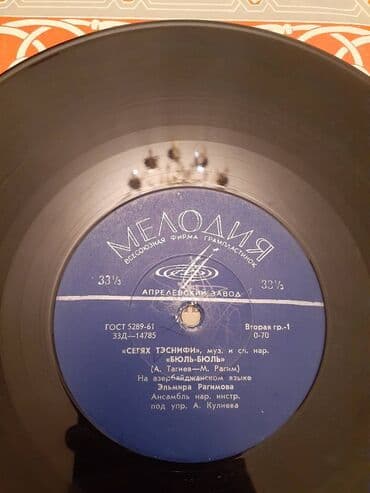 МЕЛОДИЯ
ВСЕСОЮЗНАЯ ФИРМА ГРАМПЛАСТИНОК
33⅓ 33⅓
АПРЕЛЕВСКИЙ ЗАВОД
ГОСТ 5289-61 Вторая гр.-1
33Д—14785 0-70
«СЕГЯХ ТЭСНИФИ», муз. и сл. нар.
«БЮЛЬ-БЮЛЬ»
(А. Тагиев—М. Рагим)
На азербайджанском языке
Эльмира Рагимова
Ансамбль нар. инстр.
под упр. А. Кулиева